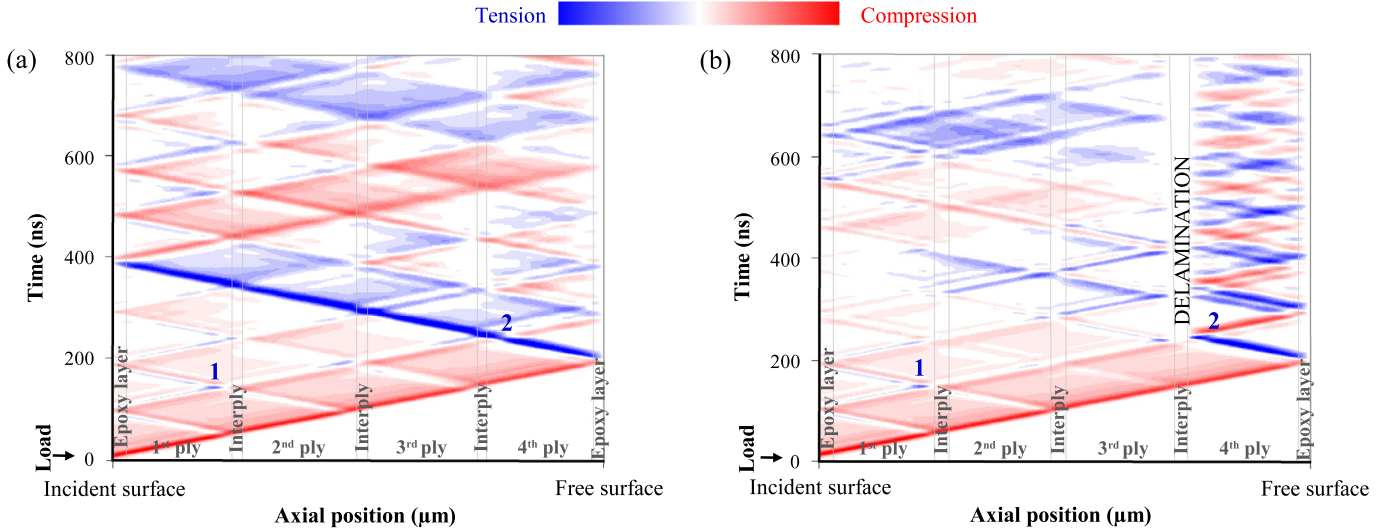 Tension Compression
(a)
800
600
400
200
0
Time (ns)
Load
1
2
Epoxy layer
Interply
Interply
Interply
Epoxy layer
1st ply
2nd ply
3rd ply
4th ply
Incident surface
Free surface
Axial position (µm)
(b)
800
600
400
200
0
Time (ns)
Load
1
2
DELAMINATION
Epoxy layer
Interply
Interply
Interply
Epoxy layer
1st ply
2nd ply
3rd ply
4th ply
Incident surface
Free surface
Axial position (µm)